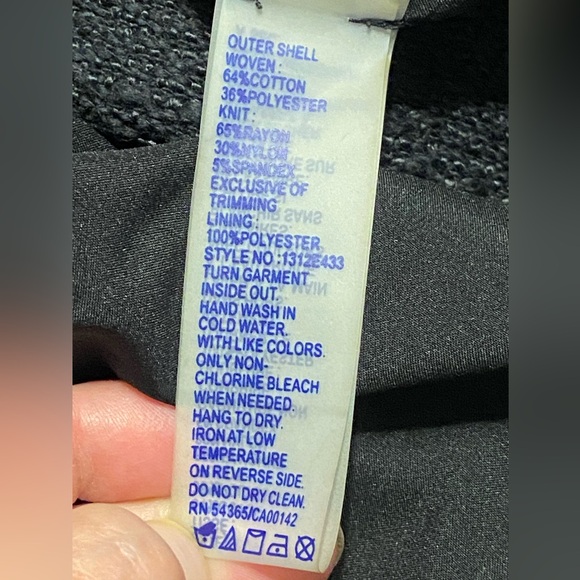 OUTER SHELL
WOVEN:
64%COTTON
36%POLYESTER
KNIT:
65%RAYON
30%NYLON
5%SPANDEX
EXCLUSIVE OF
TRIMMING
LINING:
100%POLYESTER
STYLE NO:1312E433
TURN GARMENT
INSIDE OUT.
HAND WASH IN
COLD WATER.
WITH LIKE COLORS.
ONLY NON-
CHLORINE BLEACH
WHEN NEEDED.
HANG TO DRY.
IRON AT LOW
TEMPERATURE
ON REVERSE SIDE.
DO NOT DRY CLEAN.
RN 54365/CA00142